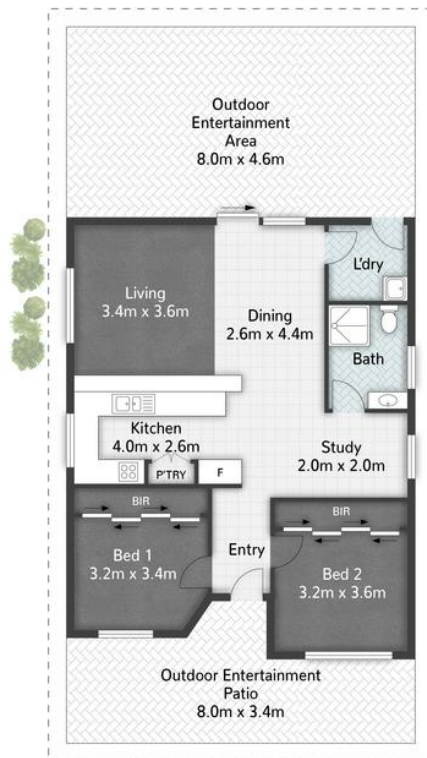 Outdoor
Entertainment
Area
8.0m x 4.6m
Living
3.4m x 3.6m
Dining
2.6m x 4.4m
L'dry
Bath
Kitchen
4.0m x 2.6m
P'TRY
F
Study
2.0m x 2.0m
BIR
Bed 1
3.2m x 3.4m
Entry
BIR
Bed 2
3.2m x 3.6m
Outdoor Entertainment
Patio
8.0m x 3.4m